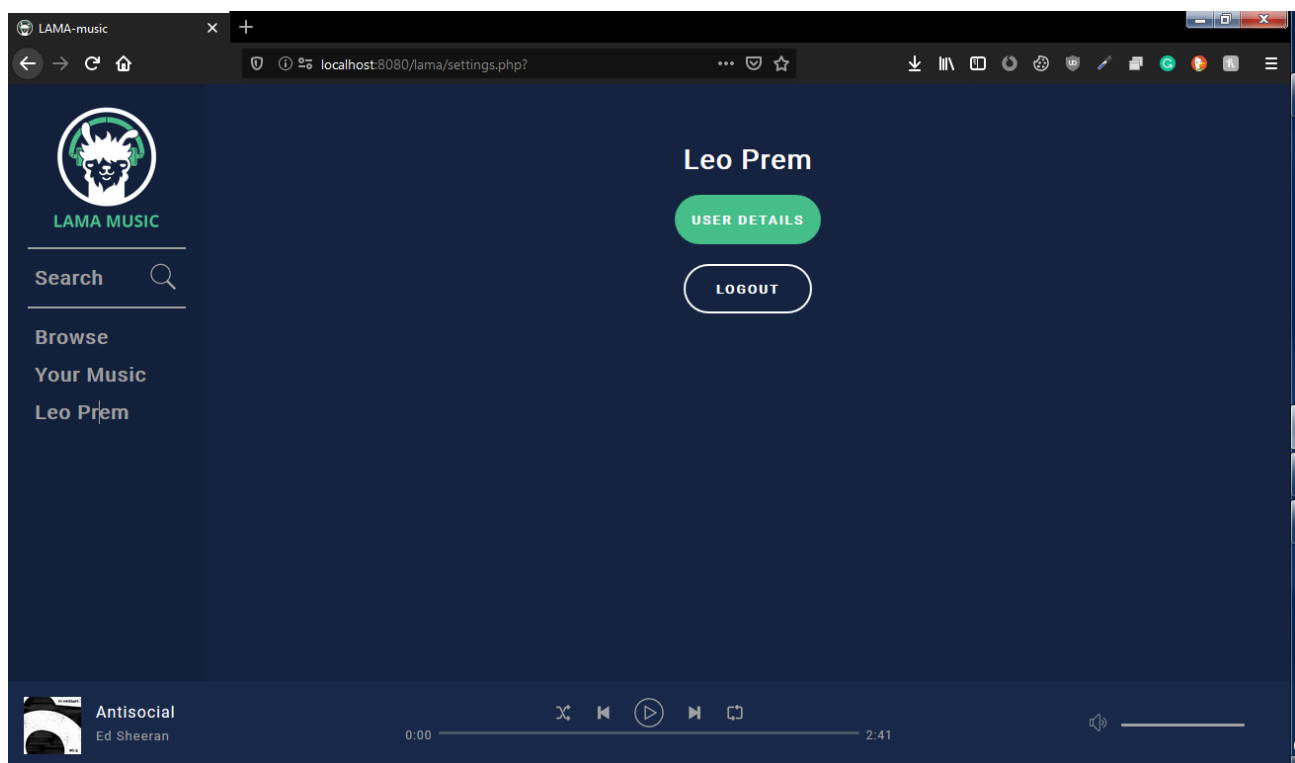 LAMA-music
localhost:8080/lama/settings.php?
LAMA MUSIC
Search
Browse
Your Music
Leo Prem
Leo Prem
USER DETAILS
LOGOUT
Antisocial
Ed Sheeran
0:00
2:41